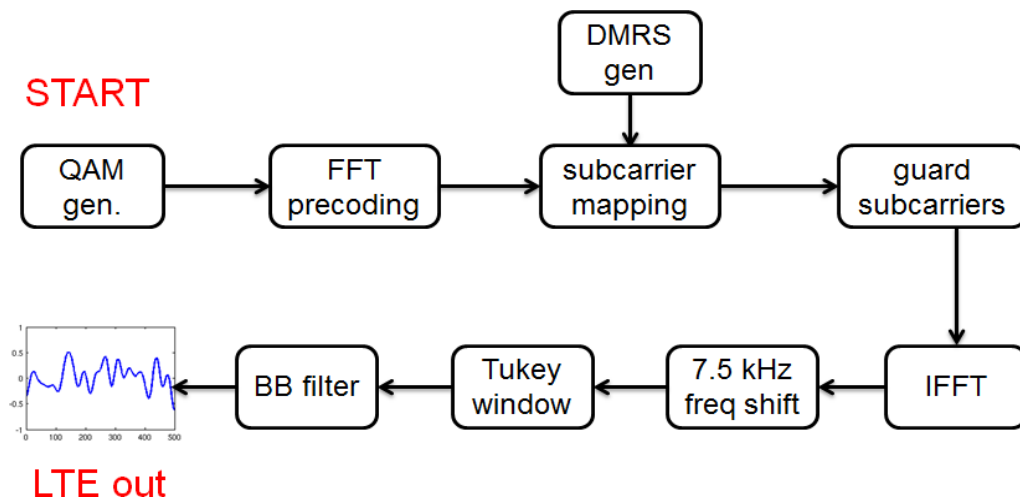 DMRS
gen
START
QAM
gen.
FFT
precoding
subcarrier
mapping
guard
subcarriers
IFFT
7.5 kHz
freq shift
Tukey
window
BB filter
1
0.5
0
-0.5
-1
0
100
200
300
400
500
LTE out